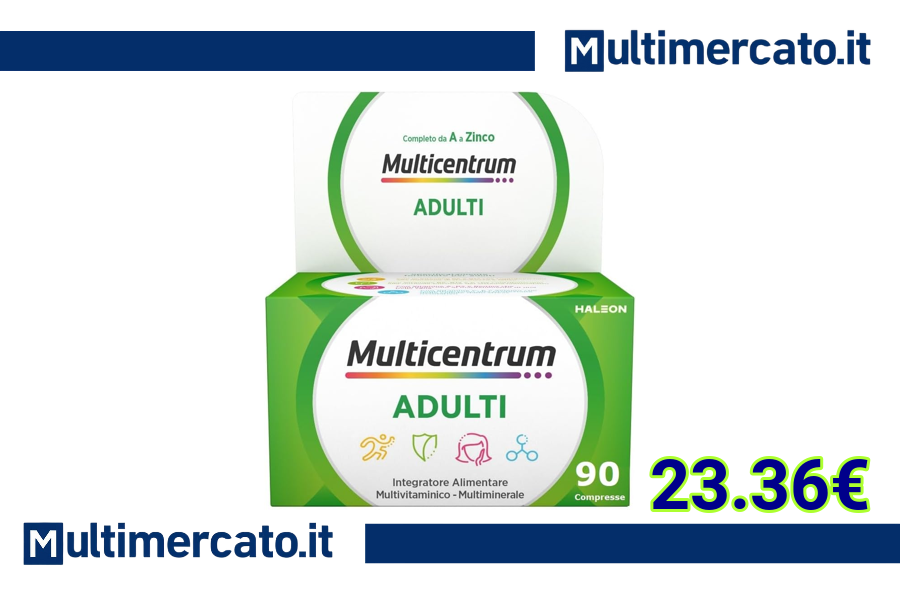 Multimercato.it
Completo da A a Zinco
Multicentrum
ADULTI
HALEON
Multicentrum
ADULTI
Integratore Alimentare
Multivitaminico - Multiminerale
90
Compresse
23.36€
Multimercato.it